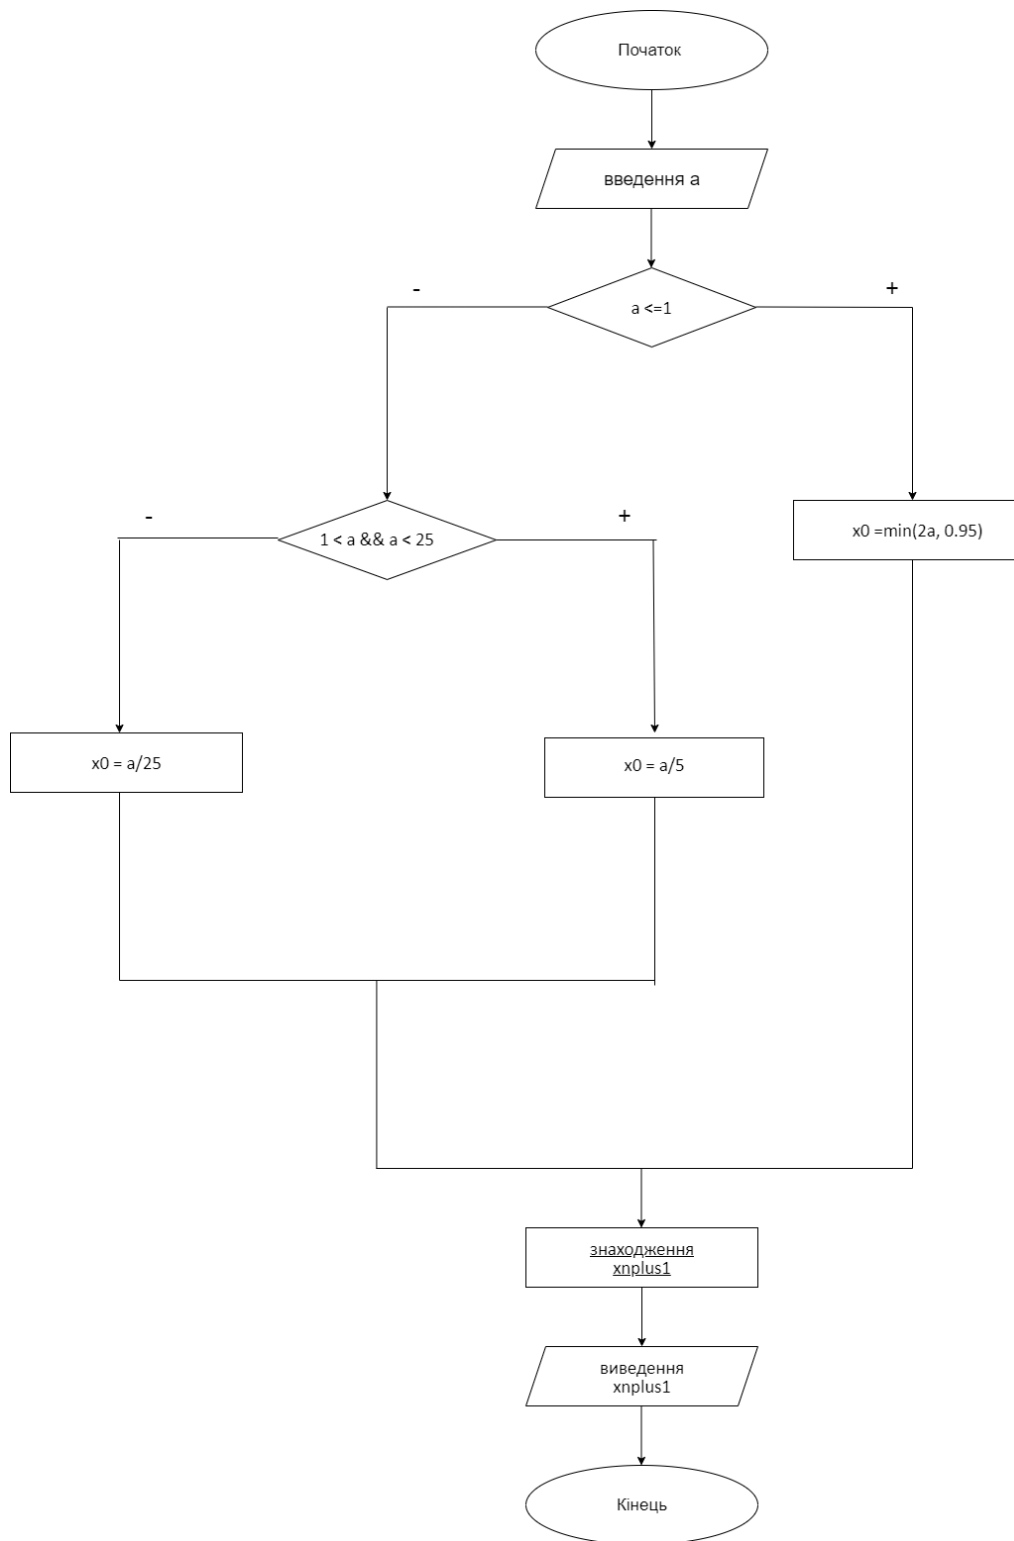 Початок
введення а
-
+
a <=1
-
+
1 < a && a < 25
x0 =min(2a, 0.95)
x0 = a/25
x0 = a/5
знаходження
xnplus1
виведення
xnplus1
Кінець